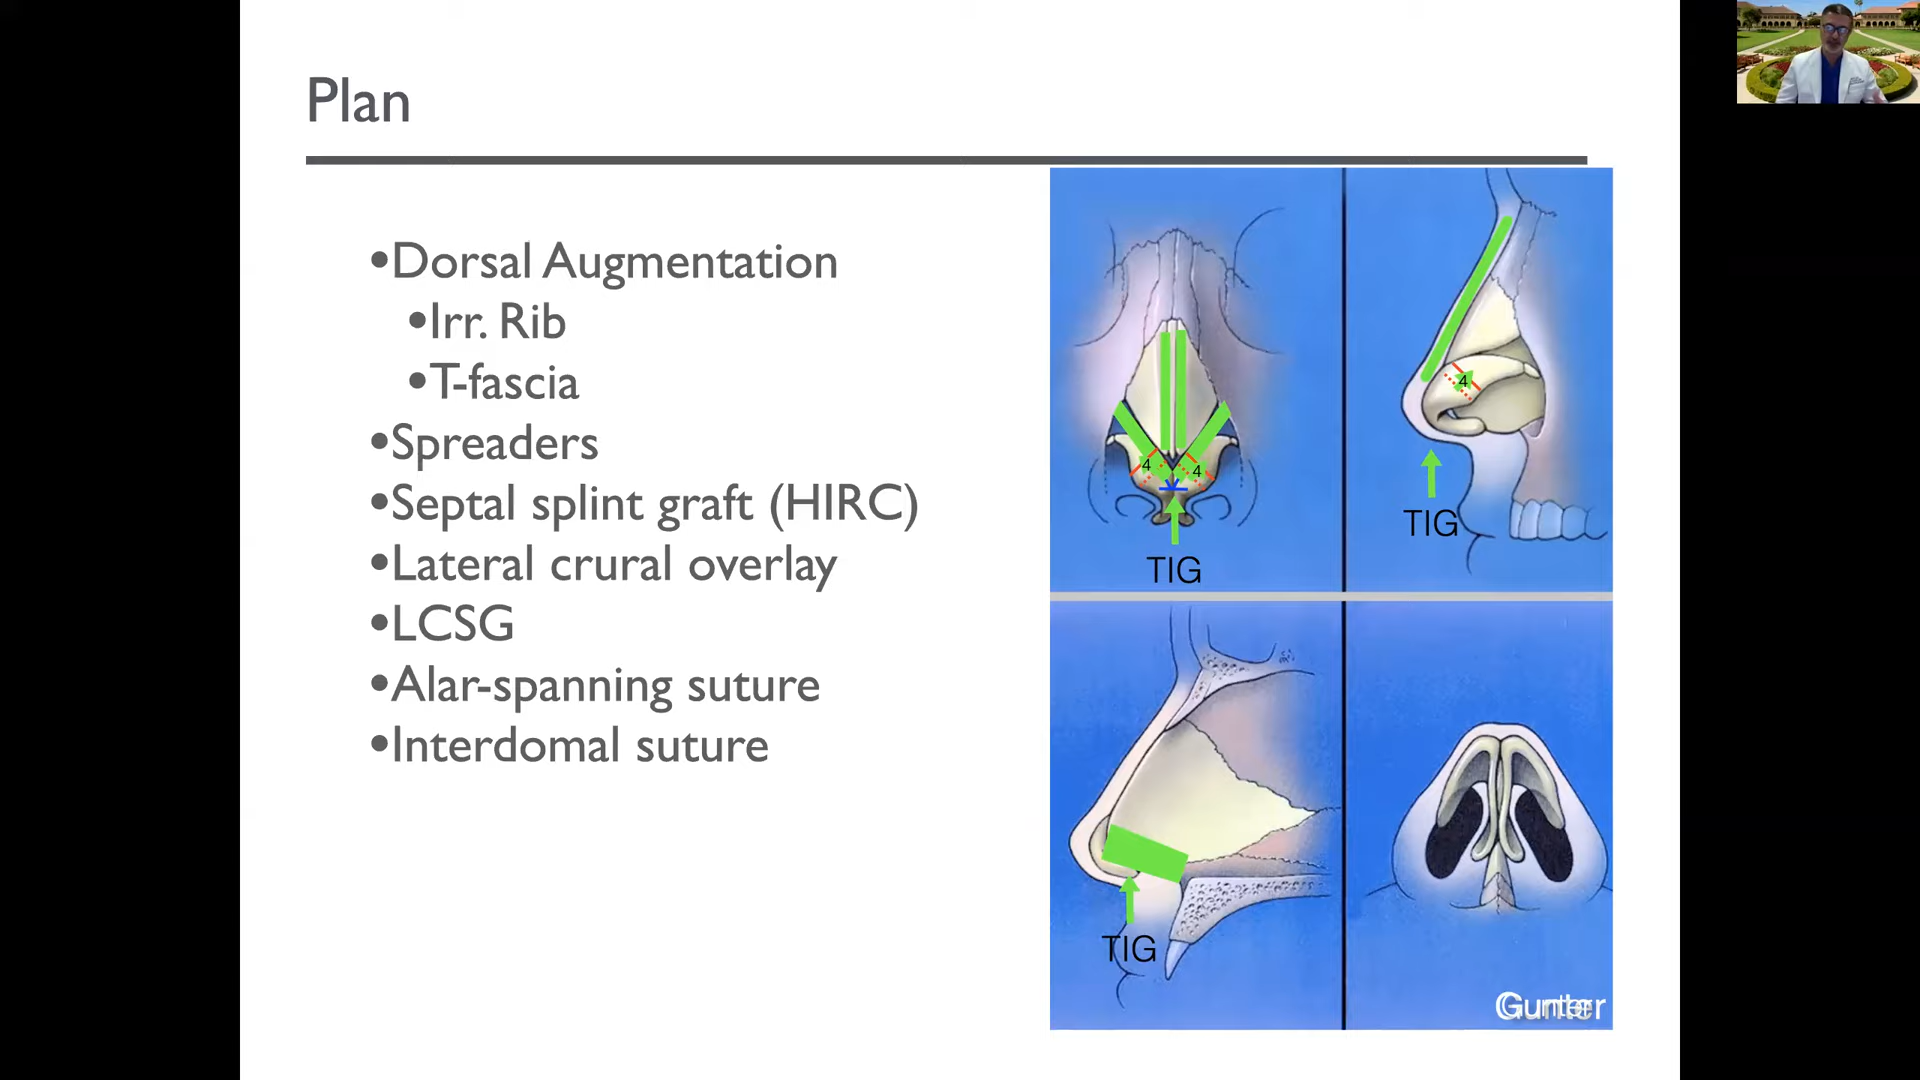 Plan
•Dorsal Augmentation
•Irr. Rib
•T-fascia
•Spreaders
•Septal splint graft (HIRC)
•Lateral crural overlay
•LCSG
•Alar-spanning suture
•Interdomal suture
4
4
TIG
4
TIG
TIG
Gunter